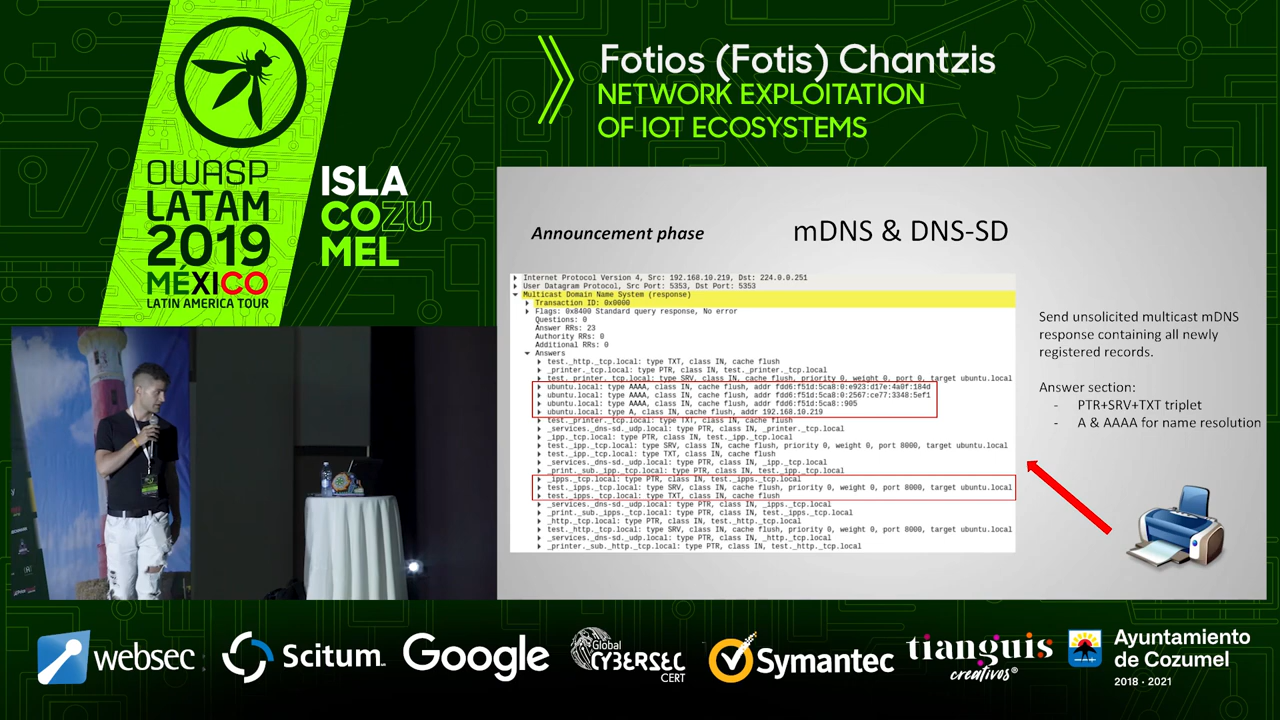 OWASP
LATAM
2019
MÉXICO
LATIN AMERICA TOUR
ISLA
COZU
MEL
Fotios (Fotis) Chantzis
NETWORK EXPLOITATION
OF IOT ECOSYSTEMS
Announcement phase
mDNS & DNS-SD
Internet Protocol Version 4, Src: 192.168.10.219, Dst: 224.0.0.251
User Datagram Protocol, Src Port: 5353, Dst Port: 5353
Multicast Domain Name System (response)
Transaction ID: 0x0000
Flags: 0x8400 Standard query response, No error
Questions: 0
Answer RRs: 23
Authority RRs: 0
Additional RRs: 0
Answers
test._http._tcp.local: type TXT, class IN, cache flush
_printer._tcp.local: type PTR, class IN, test._printer._tcp.local
test._printer._tcp.local: type SRV, class IN, cache flush, priority 0, weight 0, port 0, target ubuntu.local
ubuntu.local: type AAAA, class IN, cache flush, addr fdd6:f51d:5ca8:0:e923:d17e:4a0f:184d
ubuntu.local: type AAAA, class IN, cache flush, addr fdd6:f51d:5ca8:0:2567:ce77:3348:5ef1
ubuntu.local: type AAAA, class IN, cache flush, addr fdd6:f51d:5ca8::905
ubuntu.local: type A, class IN, cache flush, addr 192.168.10.219
test._printer._tcp.local: type TXT, class IN, cache flush
_services._dns-sd._udp.local: type PTR, class IN, _printer._tcp.local
_ipp._tcp.local: type PTR, class IN, test._ipp._tcp.local
test._ipp._tcp.local: type SRV, class IN, cache flush, priority 0, weight 0, port 8000, target ubuntu.local
test._ipp._tcp.local: type TXT, class IN, cache flush
_services._dns-sd._udp.local: type PTR, class IN, _ipp._tcp.local
_print._sub._ipp._tcp.local: type PTR, class IN, test._ipp._tcp.local
_ipps._tcp.local: type PTR, class IN, test._ipps._tcp.local
test._ipps._tcp.local: type SRV, class IN, cache flush, priority 0, weight 0, port 8000, target ubuntu.local
test._ipps._tcp.local: type TXT, class IN, cache flush
_services._dns-sd._udp.local: type PTR, class IN, _ipps._tcp.local
_print._sub._ipps._tcp.local: type PTR, class IN, test._ipps._tcp.local
_http._tcp.local: type PTR, class IN, test._http._tcp.local
test._http._tcp.local: type SRV, class IN, cache flush, priority 0, weight 0, port 8000, target ubuntu.local
_services._dns-sd._udp.local: type PTR, class IN, _http._tcp.local
_printer._sub._http._tcp.local: type PTR, class IN, test._http._tcp.local
Send unsolicited multicast mDNS
response containing all newly
registered records.
Answer section:
- PTR+SRV+TXT triplet
- A & AAAA for name resolution
websec
Scitum
Google
Global
CYBERSEC
CERT
Symantec
tianguis
creativos®
Ayuntamiento
de Cozumel
2018 · 2021